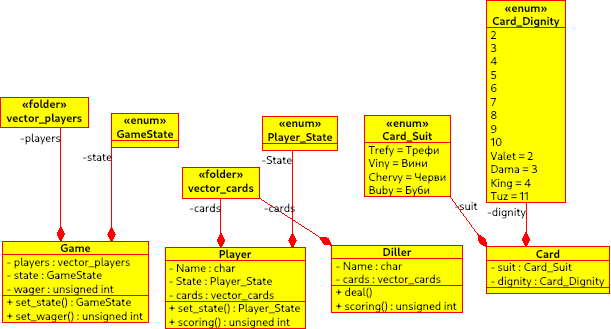 «enum»
Card_Dignity
2
3
4
5
6
7
8
9
10
Valet = 2
Dama = 3
King = 4
Tuz = 11
«folder»
vector_players
«enum»
GameState
«enum»
Player_State
«enum»
Card_Suit
Trefy = Трефи
Viny = Вини
Chervy = Черви
Buby = Буби
«folder»
vector_cards
-players
-state
-State
-cards
-cards
-suit
-dignity
Game
- players : vector_players
- state : GameState
- wager : unsigned int
+ set_state() : GameState
+ set_wager() : unsigned int
Player
- Name : char
- State : Player_State
- cards : vector_cards
+ set_state() : Player_State
+ scoring() : unsigned int
Diller
- Name : char
- cards : vector_cards
+ deal()
+ scoring() : unsigned int
Card
- suit : Card_Suit
- dignity : Card_Dignity